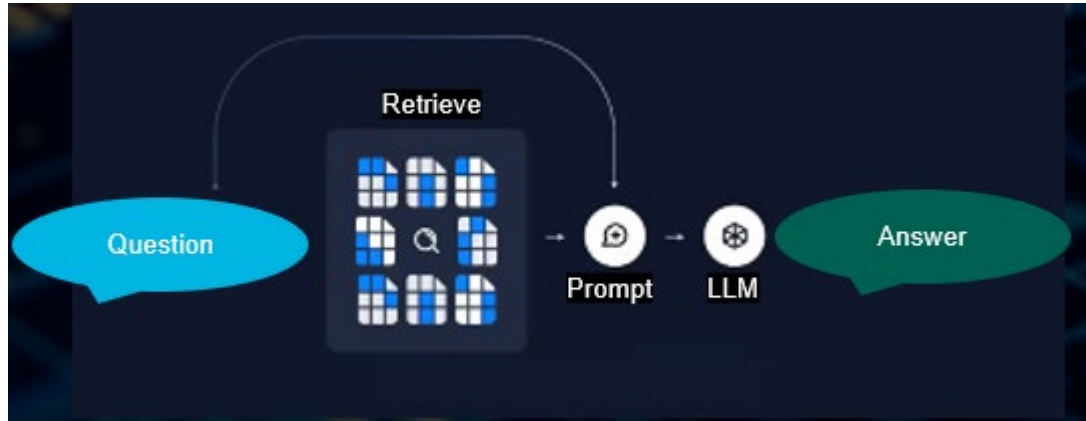 Retrieve
Question
Answer
Prompt
LLM